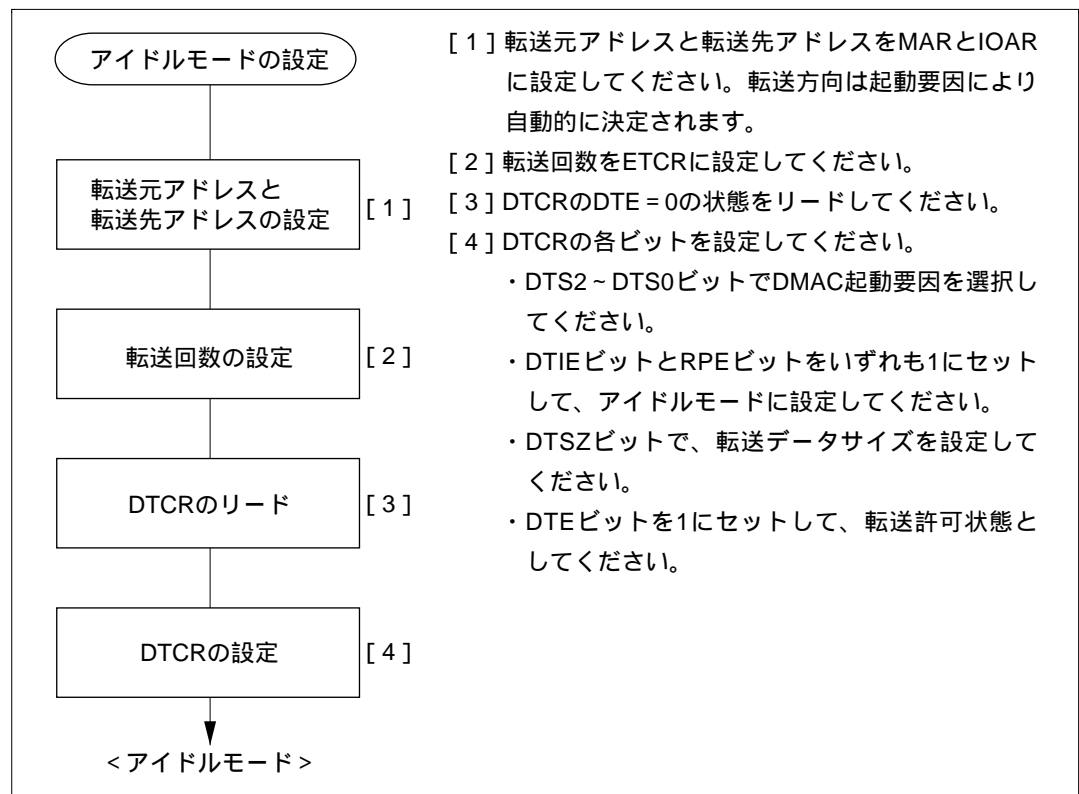 アイドルモードの設定
転送元アドレスと
転送先アドレスの設定
[1]
転送回数の設定
[2]
DTCRのリード
[3]
DTCRの設定
[4]
<アイドルモード>
[1]転送元アドレスと転送先アドレスをMARとIOAR
に設定してください。転送方向は起動要因により
自動的に決定されます。
[2]転送回数をETCRに設定してください。
[3]DTCRのDTE=0の状態をリードしてください。
[4]DTCRの各ビットを設定してください。
・DTS2~DTS0ビットでDMAC起動要因を選択し
てください。
・DTIEビットとRPEビットをいずれも1にセット
して、アイドルモードに設定してください。
・DTSZビットで、転送データサイズを設定して
ください。
・DTEビットを1にセットして、転送許可状態と
してください。